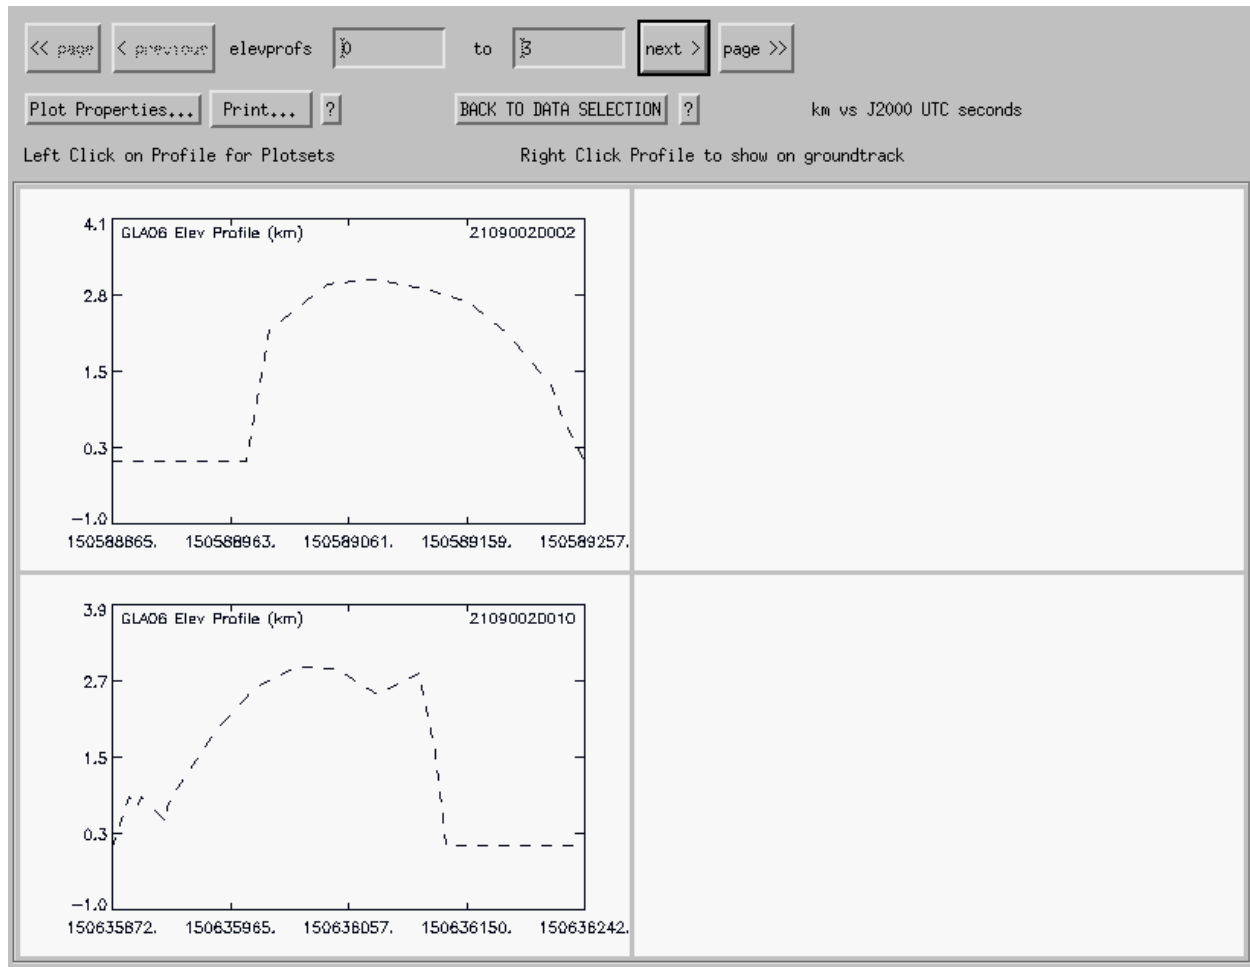 << page < previous elevprofs 0 to 3 next > page >>
Plot Properties... Print... ? BACK TO DATA SELECTION ? km vs J2000 UTC seconds
Left Click on Profile for Plotsets Right Click Profile to show on groundtrack
4.1 GLA06 Elev Profile (km) 21090020002
2.8
1.5
0.3
-1.0
150588865. 150588963. 150589061. 150589159. 150589257.
3.9 GLA06 Elev Profile (km) 21090020010
2.7
1.5
0.3
-1.0
150635872. 150635965. 150636057. 150636150. 150636242.